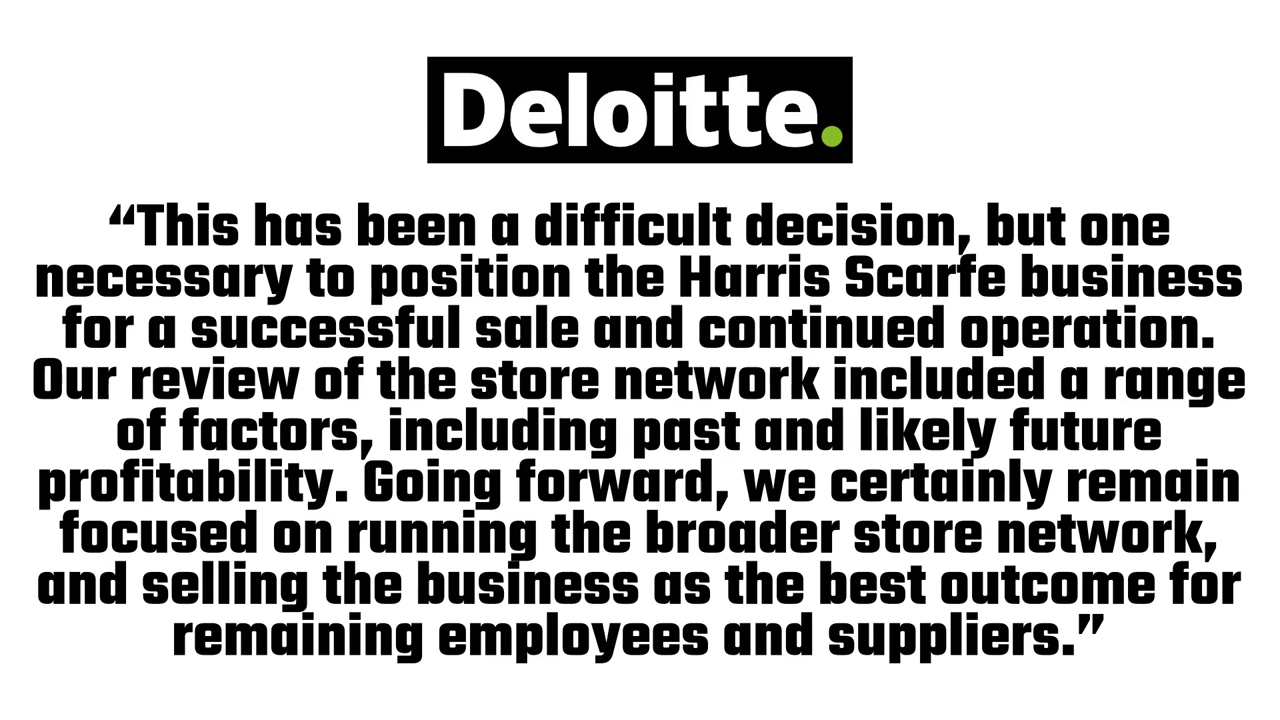 Deloitte.
“This has been a difficult decision, but one
necessary to position the Harris Scarfe business
for a successful sale and continued operation.
Our review of the store network included a range
of factors, including past and likely future
profitability. Going forward, we certainly remain
focused on running the broader store network,
and selling the business as the best outcome for
remaining employees and suppliers.”